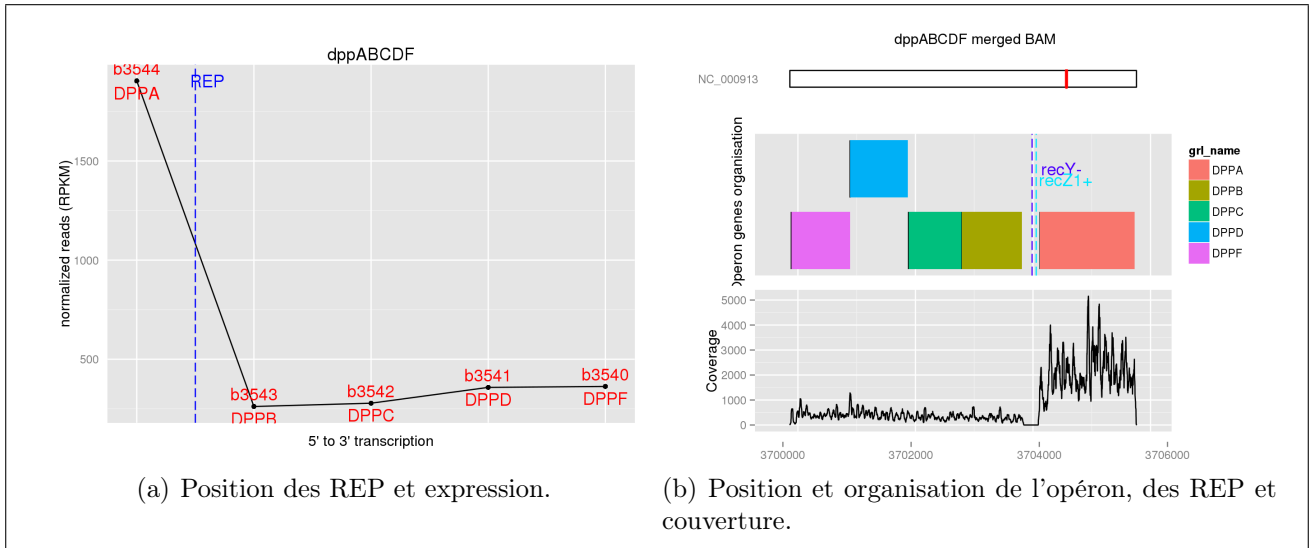 dppABCDF
b3544
DPPA
REP
b3543
DPPB
b3542
DPPC
b3541
DPPD
b3540
DPPF
normalized reads (RPKM)
1500
1000
500
5' to 3' transcription
(a) Position des REP et expression.
dppABCDF merged BAM
NC_000913
Operon genes organisation
recY-
recZ1+
grl_name
DPPA
DPPB
DPPC
DPPD
DPPF
Coverage
5000
4000
3000
2000
1000
0
3700000
3702000
3704000
3706000
(b) Position et organisation de l'opéron, des REP et
couverture.